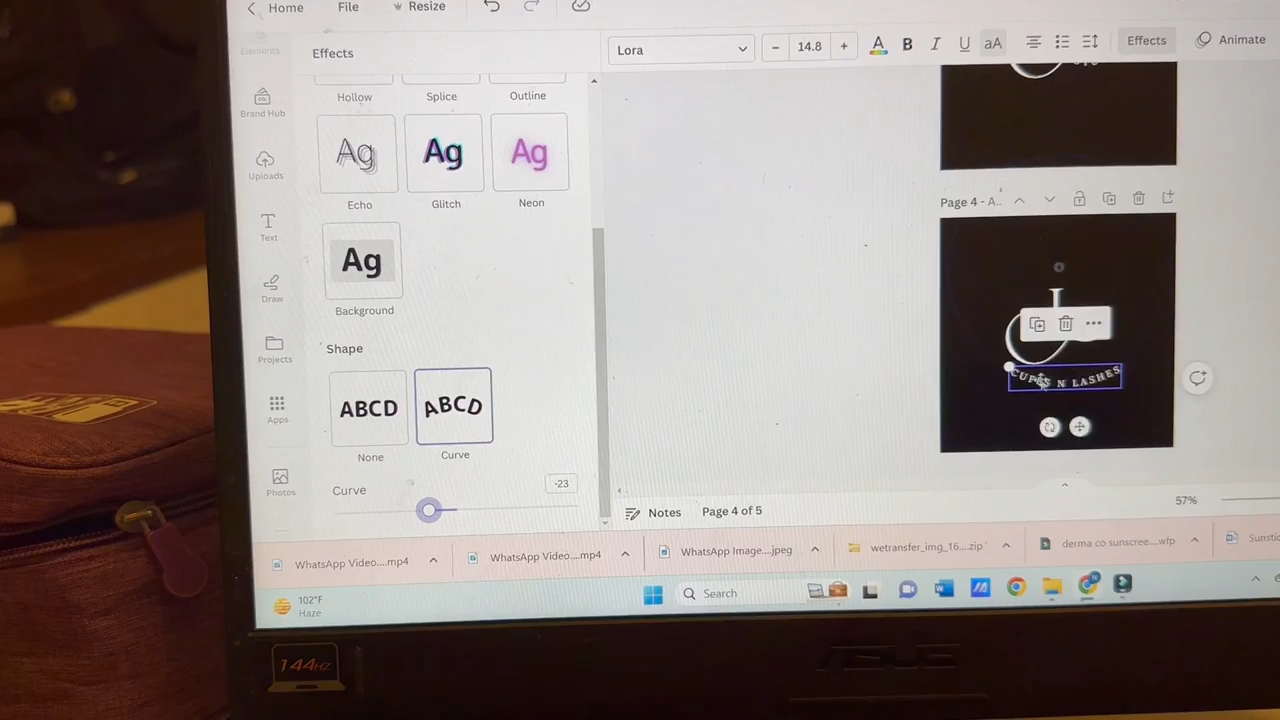 Home File Resize
Elements
Effects
Lora
14.8
A B I U aA
Effects
Animate
Hollow
Splice
Outline
Brand Hub
Ag
Ag
Ag
Echo
Glitch
Neon
Uploads
Text
Page 4 - A..
Ag
Background
Draw
Projects
Shape
ABCD
ABCD
None
Curve
Apps
CUPS N LASHES
Photos
Curve
-23
Notes
Page 4 of 5
57%
WhatsApp Video....mp4
WhatsApp Video....mp4
WhatsApp Image....jpeg
wetransfer_img_16....zip
derma co sunscree....wfp
102°F
Haze
Search
144HZ
ASUS